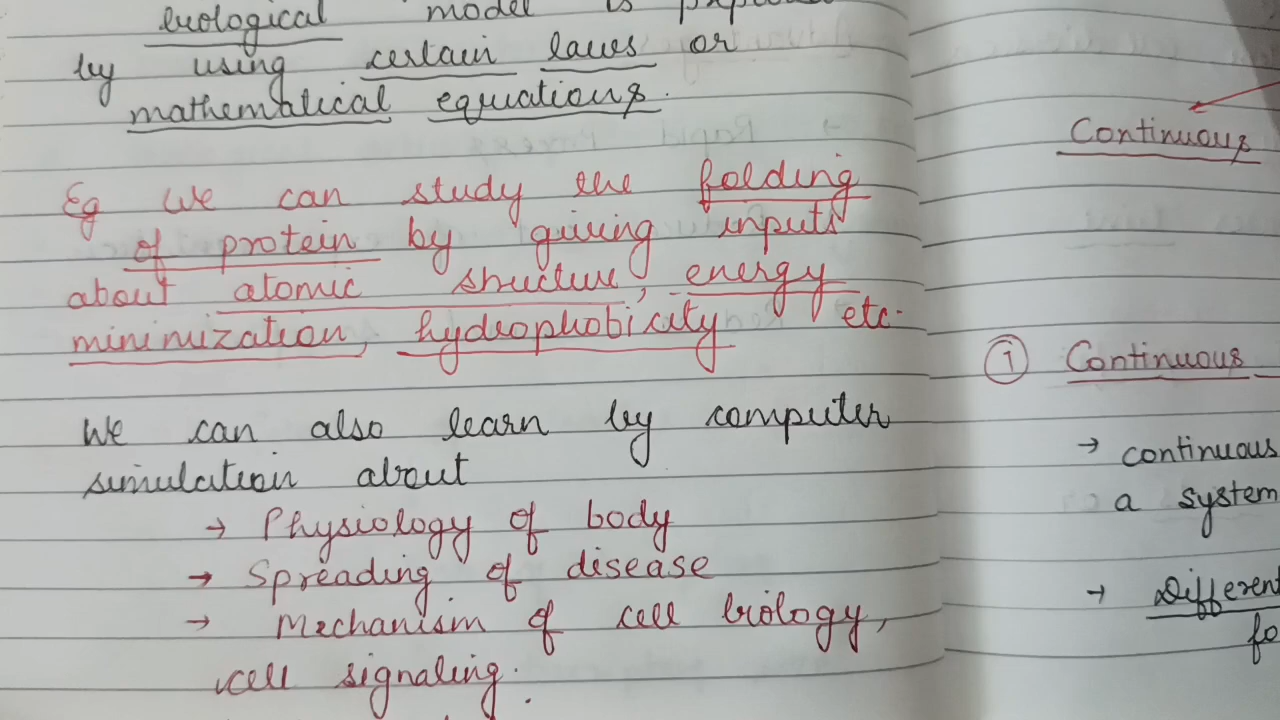 biological model is
by using certain laws or
mathematical equations.
Eg We can study the folding
of protein by giving inputs
about atomic structure, energy
minimization, hydrophobicity etc.
We can also learn by computer
simulation about
→ Physiology of body
→ Spreading of disease
→ Mechanism of cell biology,
cell signaling.
Continuous
① Continuous
→ continuous
a system
→ Different
fo